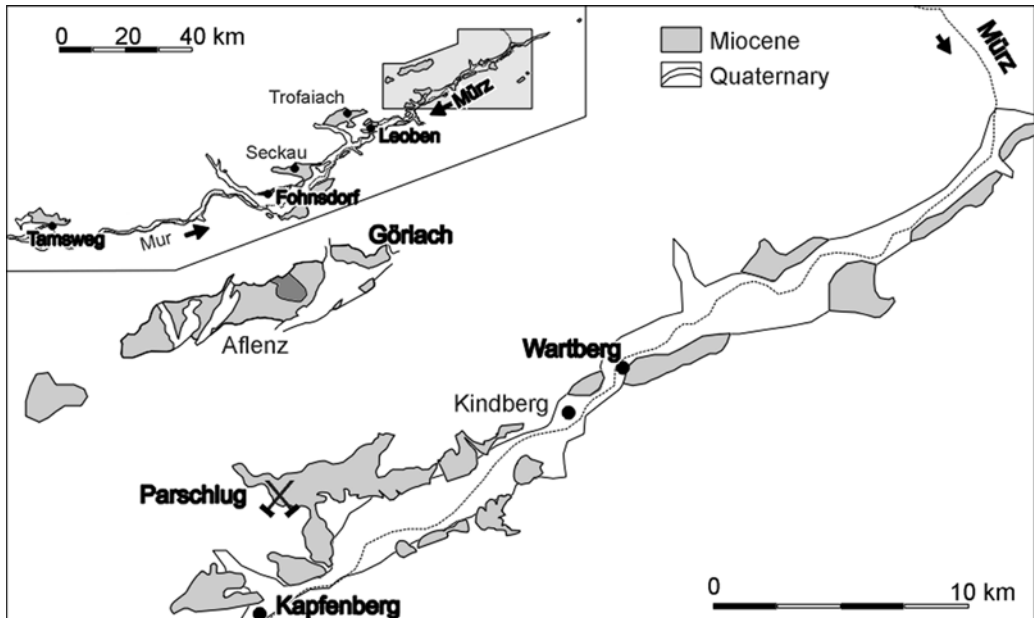 0 20 40 km
Miocene
Quaternary
Mürz
Trofaiach
Mürz
Leoben
Seckau
Fohnsdorf
Tamsweg
Mur
Görlach
Aflenz
Wartberg
Kindberg
Parschlug
Kapfenberg
0 10 km